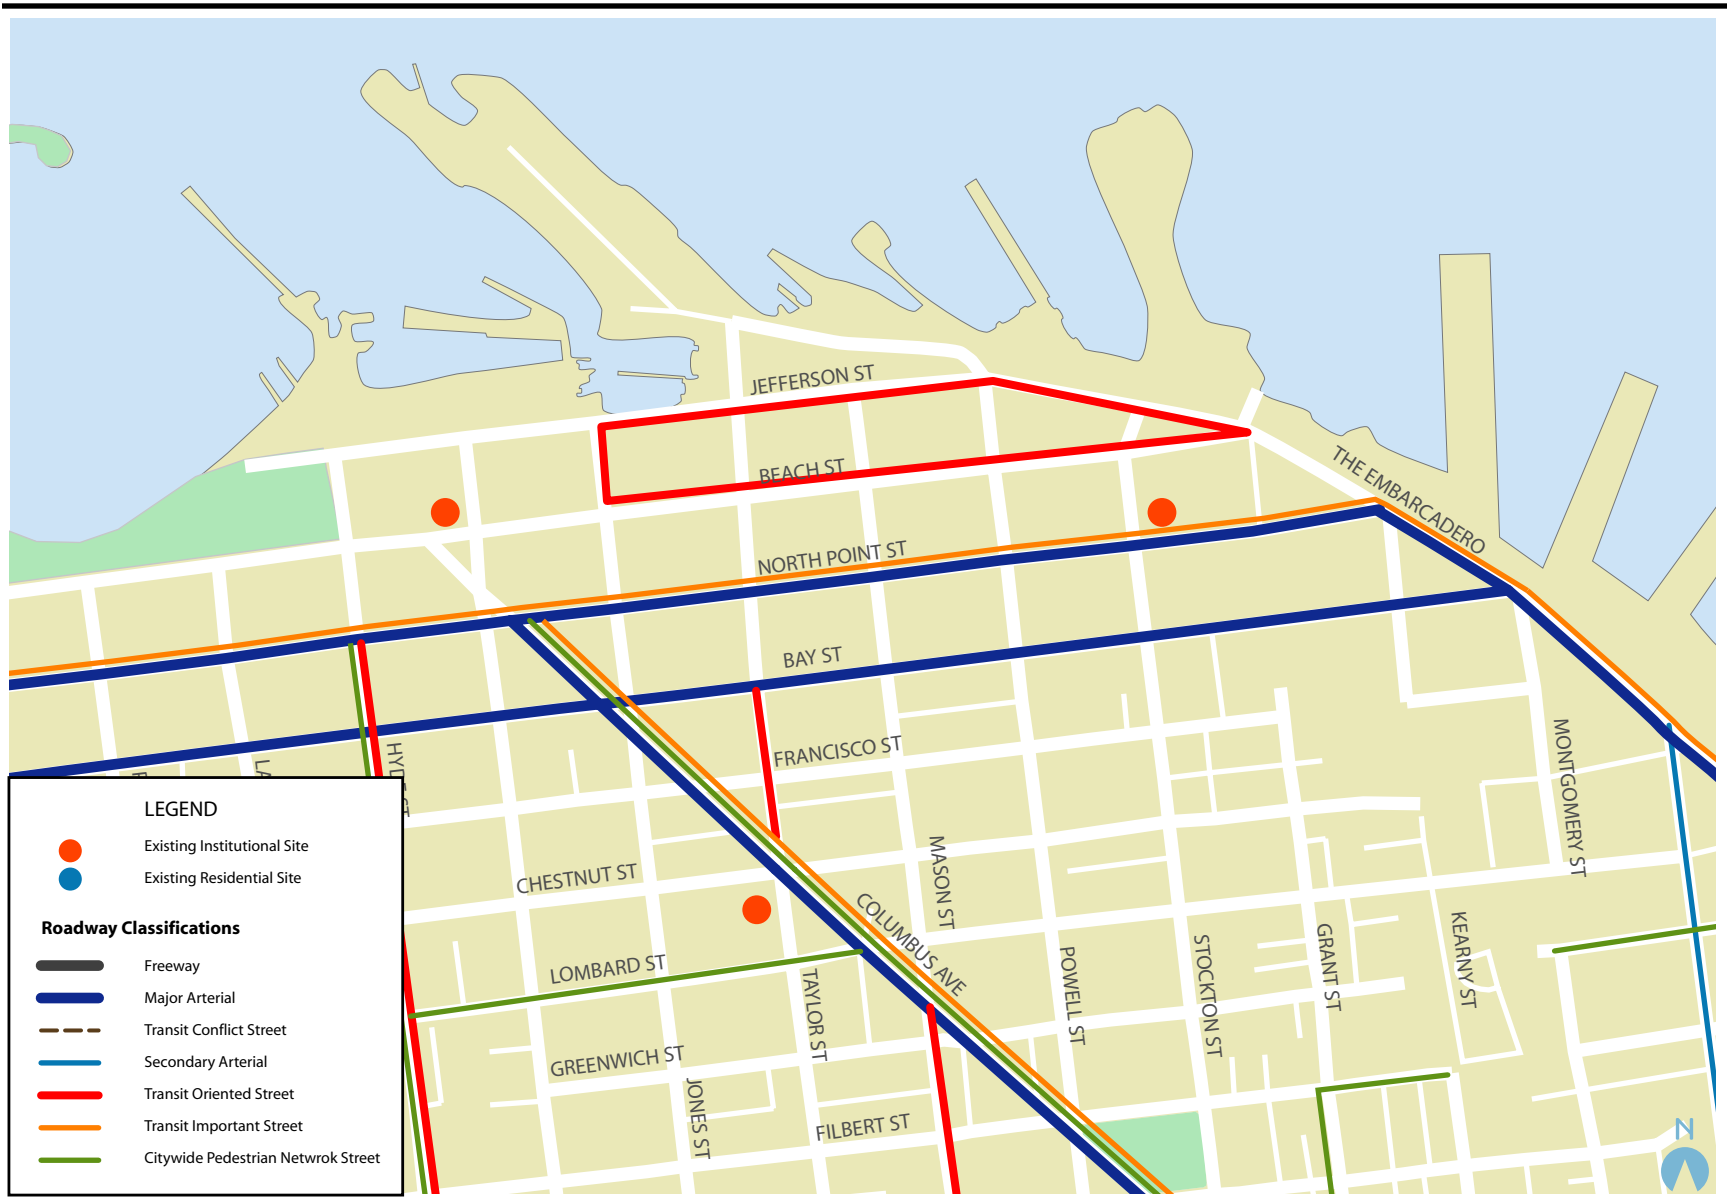 JEFFERSON ST
BEACH ST
THE EMBARCADERO
NORTH POINT ST
BAY ST
FRANCISCO ST
MONTGOMERY ST
CHESTNUT ST
MASON ST
COLUMBUS AVE
LOMBARD ST
TAYLOR ST
POWELL ST
STOCKTON ST
GRANT ST
KEARNY ST
GREENWICH ST
JONES ST
FILBERT ST
N
LEGEND
Existing Institutional Site
Existing Residential Site
Roadway Classifications
Freeway
Major Arterial
Transit Conflict Street
Secondary Arterial
Transit Oriented Street
Transit Important Street
Citywide Pedestrian Netwrok Street